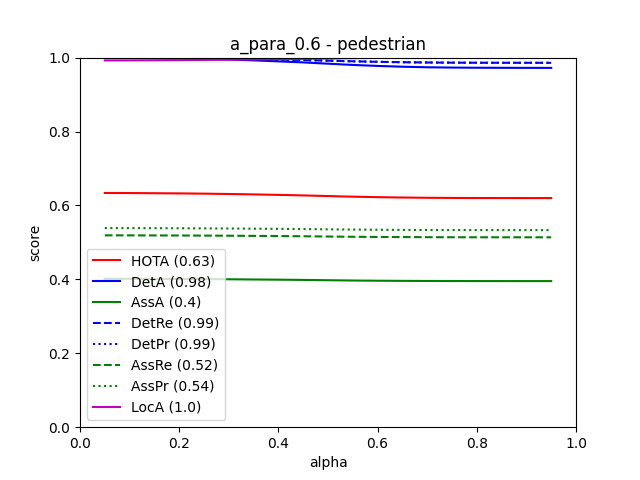 a_para_0.6 - pedestrian
1.0
0.8
0.6
0.4
0.2
0.0
score
HOTA (0.63)
DetA (0.98)
AssA (0.4)
DetRe (0.99)
DetPr (0.99)
AssRe (0.52)
AssPr (0.54)
LocA (1.0)
0.0 0.2 0.4 0.6 0.8 1.0
alpha